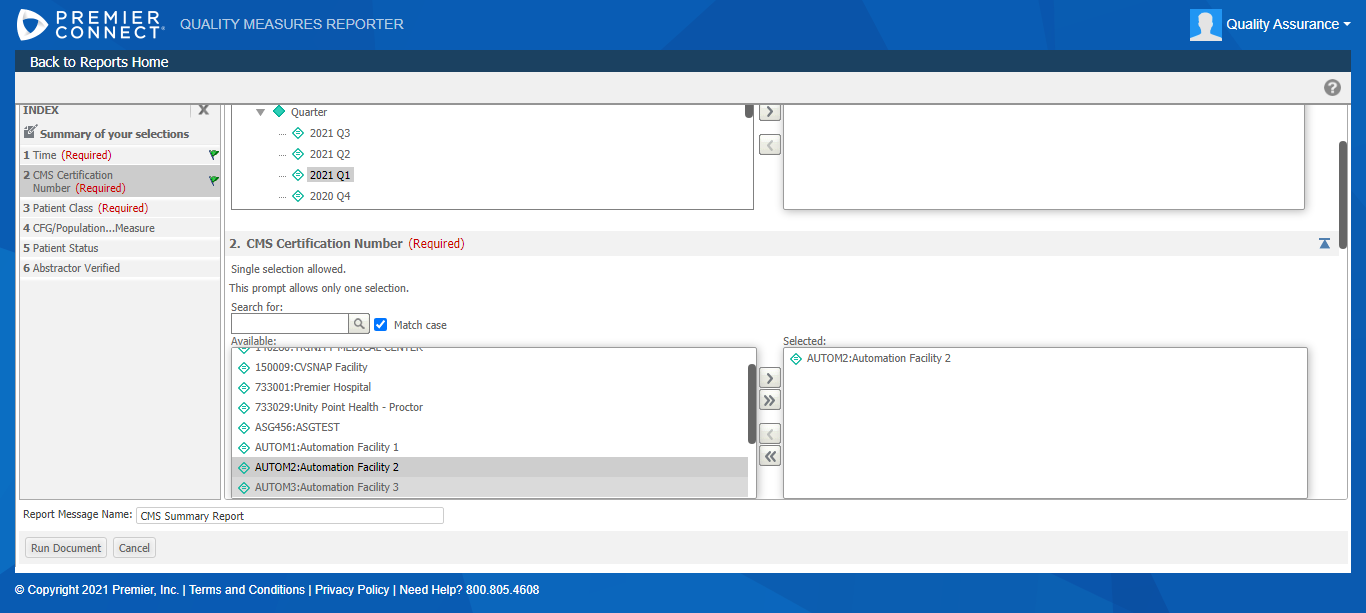 PREMIER
CONNECT
QUALITY MEASURES REPORTER
Quality Assurance
Back to Reports Home
INDEX
X
Summary of your selections
1 Time (Required)
2 CMS Certification
Number (Required)
3 Patient Class (Required)
4 CFG/Population...Measure
5 Patient Status
6 Abstractor Verified
Quarter
2021 Q3
2021 Q2
2021 Q1
2020 Q4
2. CMS Certification Number (Required)
Single selection allowed.
This prompt allows only one selection.
Search for:
Match case
Available:
TRINITY MEDICAL CENTER
150009:CVSNAP Facility
733001:Premier Hospital
733029:Unity Point Health - Proctor
ASG456:ASGTEST
AUTOM1:Automation Facility 1
AUTOM2:Automation Facility 2
AUTOM3:Automation Facility 3
Selected:
AUTOM2:Automation Facility 2
Report Message Name: CMS Summary Report
Run Document Cancel
© Copyright 2021 Premier, Inc. | Terms and Conditions | Privacy Policy | Need Help? 800.805.4608